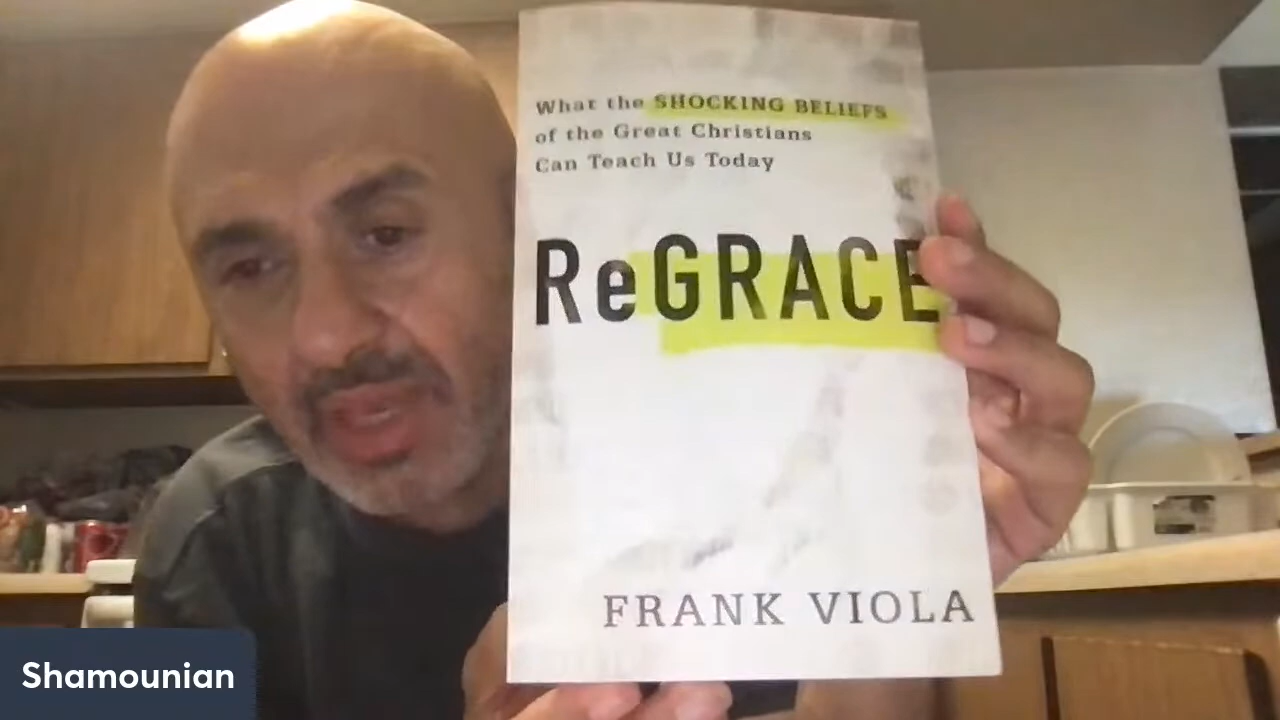 What the SHOCKING BELIEFS
of the Great Christians
Can Teach Us Today
ReGRACE
FRANK VIOLA
Shamounian